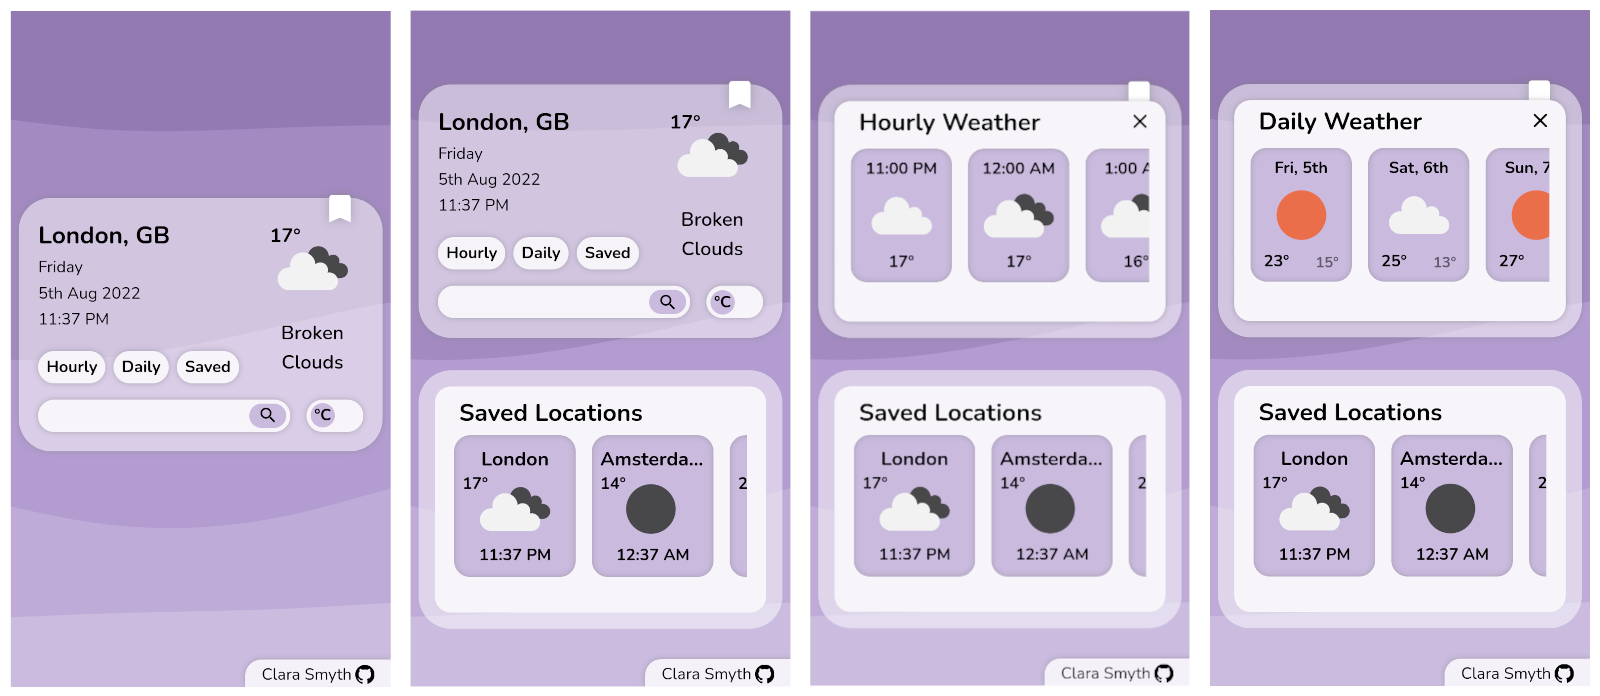 London, GB
17°
Friday
5th Aug 2022
11:37 PM
Broken
Clouds
Hourly Daily Saved
°C
Clara Smyth
London, GB
17°
Friday
5th Aug 2022
11:37 PM
Broken
Clouds
Hourly Daily Saved
°C
Saved Locations
London Amsterda...
17° 14° 2
11:37 PM 12:37 AM
Clara Smyth
Hourly Weather
11:00 PM 12:00 AM 1:00 A
17° 17° 16°
Saved Locations
London Amsterda...
17° 14° 2
11:37 PM 12:37 AM
Clara Smyth
Daily Weather
Fri, 5th Sat, 6th Sun, 7
23° 15° 25° 13° 27°
Saved Locations
London Amsterda...
17° 14° 2
11:37 PM 12:37 AM
Clara Smyth